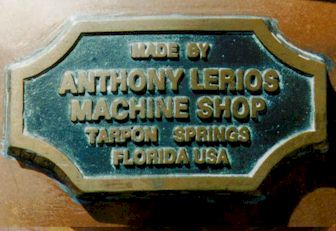 MADE BY
ANTHONY LERIOS
MACHINE SHOP
TARPON SPRINGS
FLORIDA USA